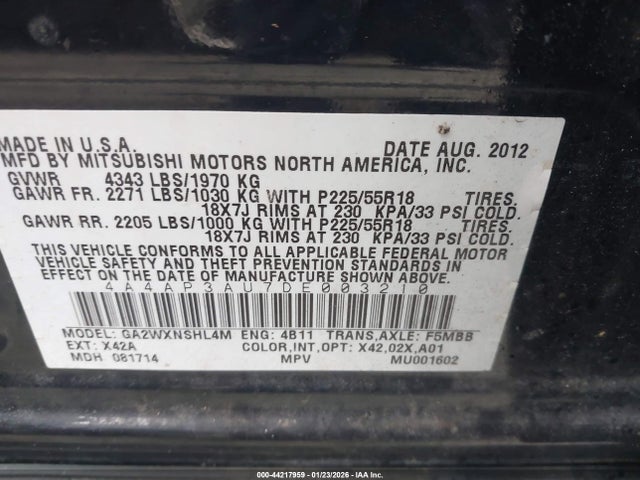 MADE IN U.S.A. DATE AUG. 2012
MFD BY MITSUBISHI MOTORS NORTH AMERICA, INC.
GVWR 4343 LBS/1970 KG
GAWR FR. 2271 LBS/1030 KG WITH P225/55R18 TIRES.
18X7J RIMS AT 230 KPA/33 PSI COLD.
GAWR RR. 2205 LBS/1000 KG WITH P225/55R18 TIRES.
18X7J RIMS AT 230 KPA/33 PSI COLD.
THIS VEHICLE CONFORMS TO ALL APPLICABLE FEDERAL MOTOR
VEHICLE SAFETY AND THEFT PREVENTION STANDARDS IN
EFFECT ON THE DATE OF MANUFACTURE SHOWN ABOVE.
4A4AP3AU7DE003210
MODEL: GA2WXNSHL4M ENG: 4B11 TRANS,AXLE: F5MBB
EXT: X42A COLOR,INT,OPT: X42,02X,A01
MDH 081714 MPV MU001602
000-44217959 - 01/23/2026 - IAA Inc.